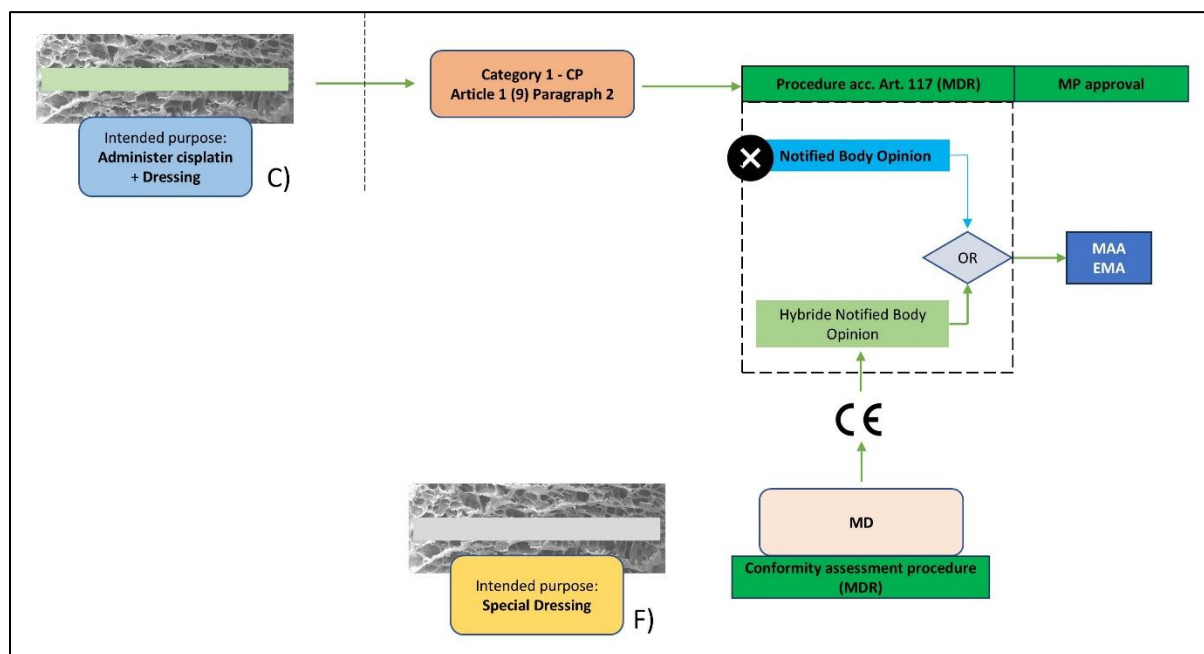 Intended purpose:
Administer cisplatin
+ Dressing
C)
Category 1 - CP
Article 1 (9) Paragraph 2
Procedure acc. Art. 117 (MDR)
MP approval
Notified Body Opinion
OR
MAA
EMA
Hybride Notified Body
Opinion
CE
Intended purpose:
Special Dressing
F)
MD
Conformity assessment procedure
(MDR)